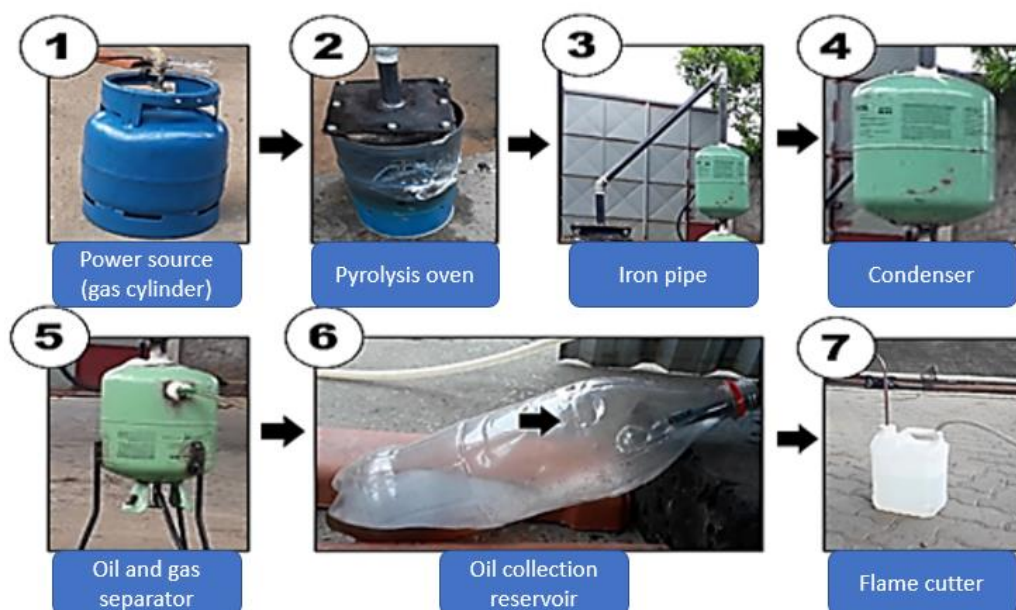 1
2
3
4
Power source
(gas cylinder)
Pyrolysis oven
Iron pipe
Condenser
5
6
7
Oil and gas
separator
Oil collection
reservoir
Flame cutter